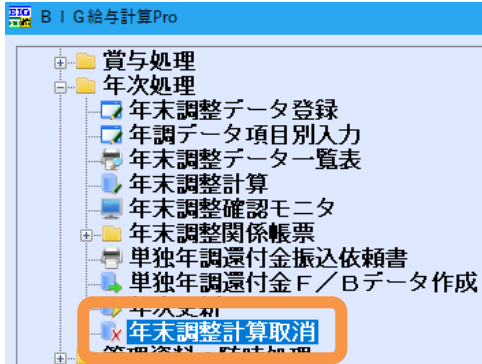 BIG
ＢＩＧ給与計算Pro
賞与処理
年次処理
年末調整データ登録
年調データ項目別入力
年末調整データ一覧表
年末調整計算
年末調整確認モニタ
年末調整関係帳票
単独年調還付金振込依頼書
単独年調還付金Ｆ／Ｂデータ作成
年次更新
年末調整計算取消